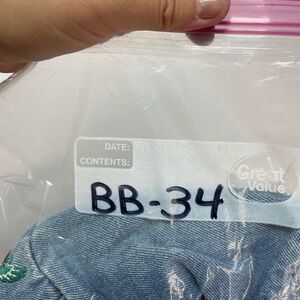 DATE:
CONTENTS:
Great
Value
BB-34